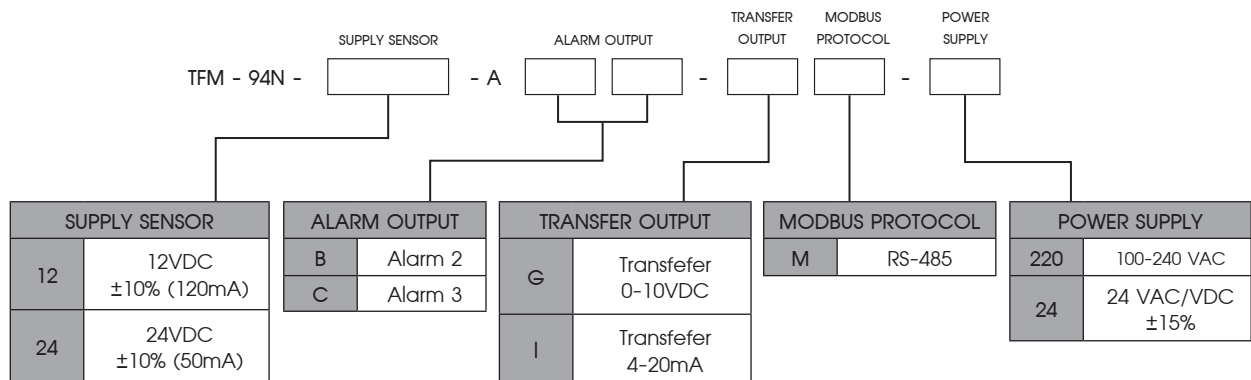 TRANSFER
OUTPUT
MODBUS
PROTOCOL
POWER
SUPPLY
SUPPLY SENSOR
ALARM OUTPUT
TFM - 94N - - A - -
SUPPLY SENSOR
12
12VDC
±10% (120mA)
24
24VDC
±10% (50mA)
ALARM OUTPUT
B Alarm 2
C Alarm 3
TRANSFER OUTPUT
G
Transfefer
0-10VDC
I
Transfefer
4-20mA
MODBUS PROTOCOL
M RS-485
POWER SUPPLY
220 100-240 VAC
24
24 VAC/VDC
±15%